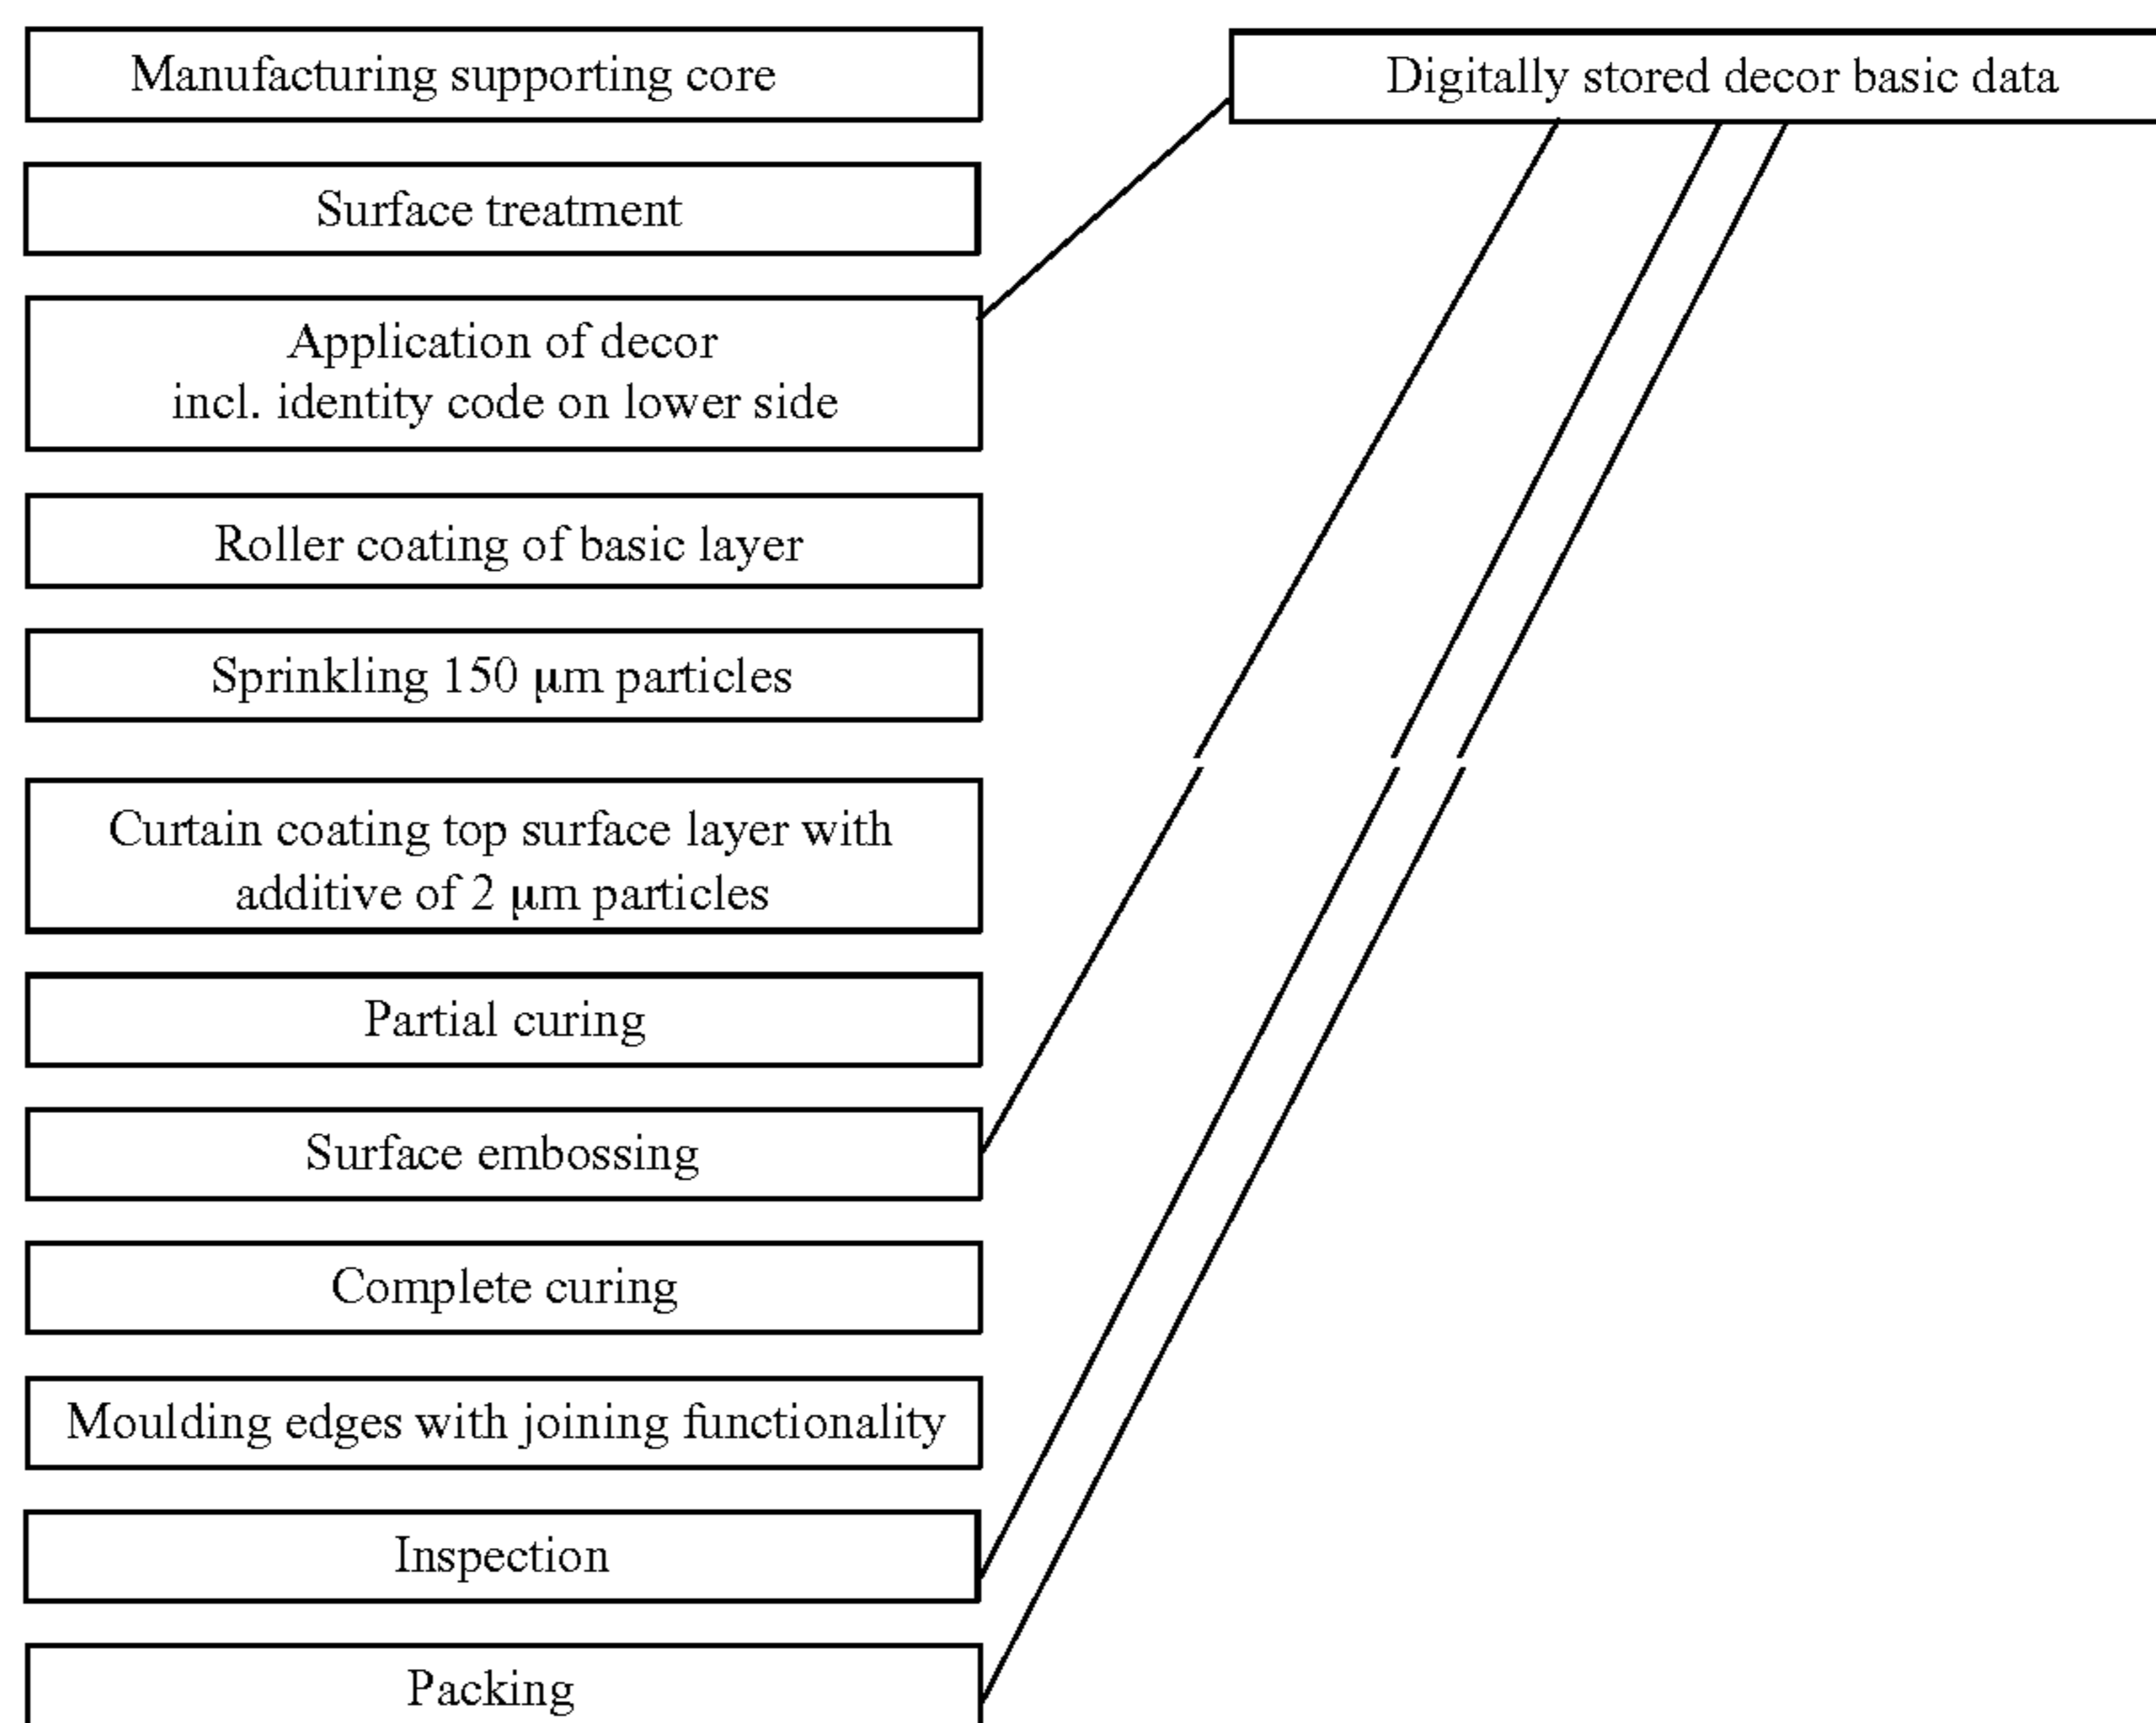 Manufacturing supporting core
Digitally stored decor basic data
Surface treatment
Application of decor
incl. identity code on lower side
Roller coating of basic layer
Sprinkling 150 μm particles
Curtain coating top surface layer with
additive of 2 μm particles
Partial curing
Surface embossing
Complete curing
Moulding edges with joining functionality
Inspection
Packing